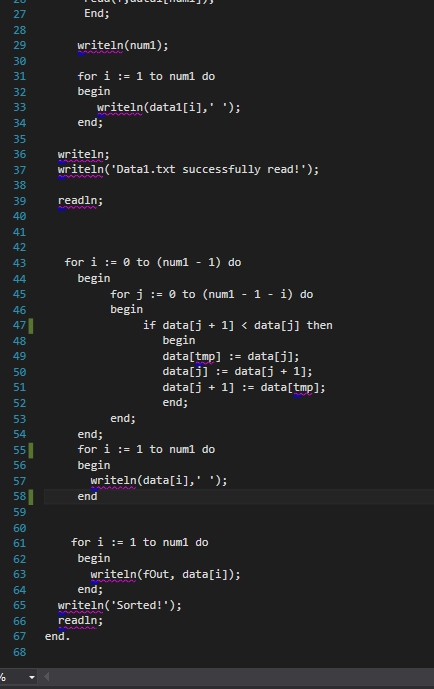 26 read(f,data1[num1]);
27 End;
28
29 writeln(num1);
30
31 for i := 1 to num1 do
32 begin
33 writeln(data1[i],' ');
34 end;
35
36 writeln;
37 writeln('Data1.txt successfully read!');
38
39 readln;
40
41
42
43 for i := 0 to (num1 - 1) do
44 begin
45 for j := 0 to (num1 - 1 - i) do
46 begin
47 if data[j + 1] < data[j] then
48 begin
49 data[tmp] := data[j];
50 data[j] := data[j + 1];
51 data[j + 1] := data[tmp];
52 end;
53 end;
54 end;
55 for i := 1 to num1 do
56 begin
57 writeln(data[i],' ');
58 end
59
60
61 for i := 1 to num1 do
62 begin
63 writeln(fOut, data[i]);
64 end;
65 writeln('Sorted!');
66 readln;
67 end.
68
%